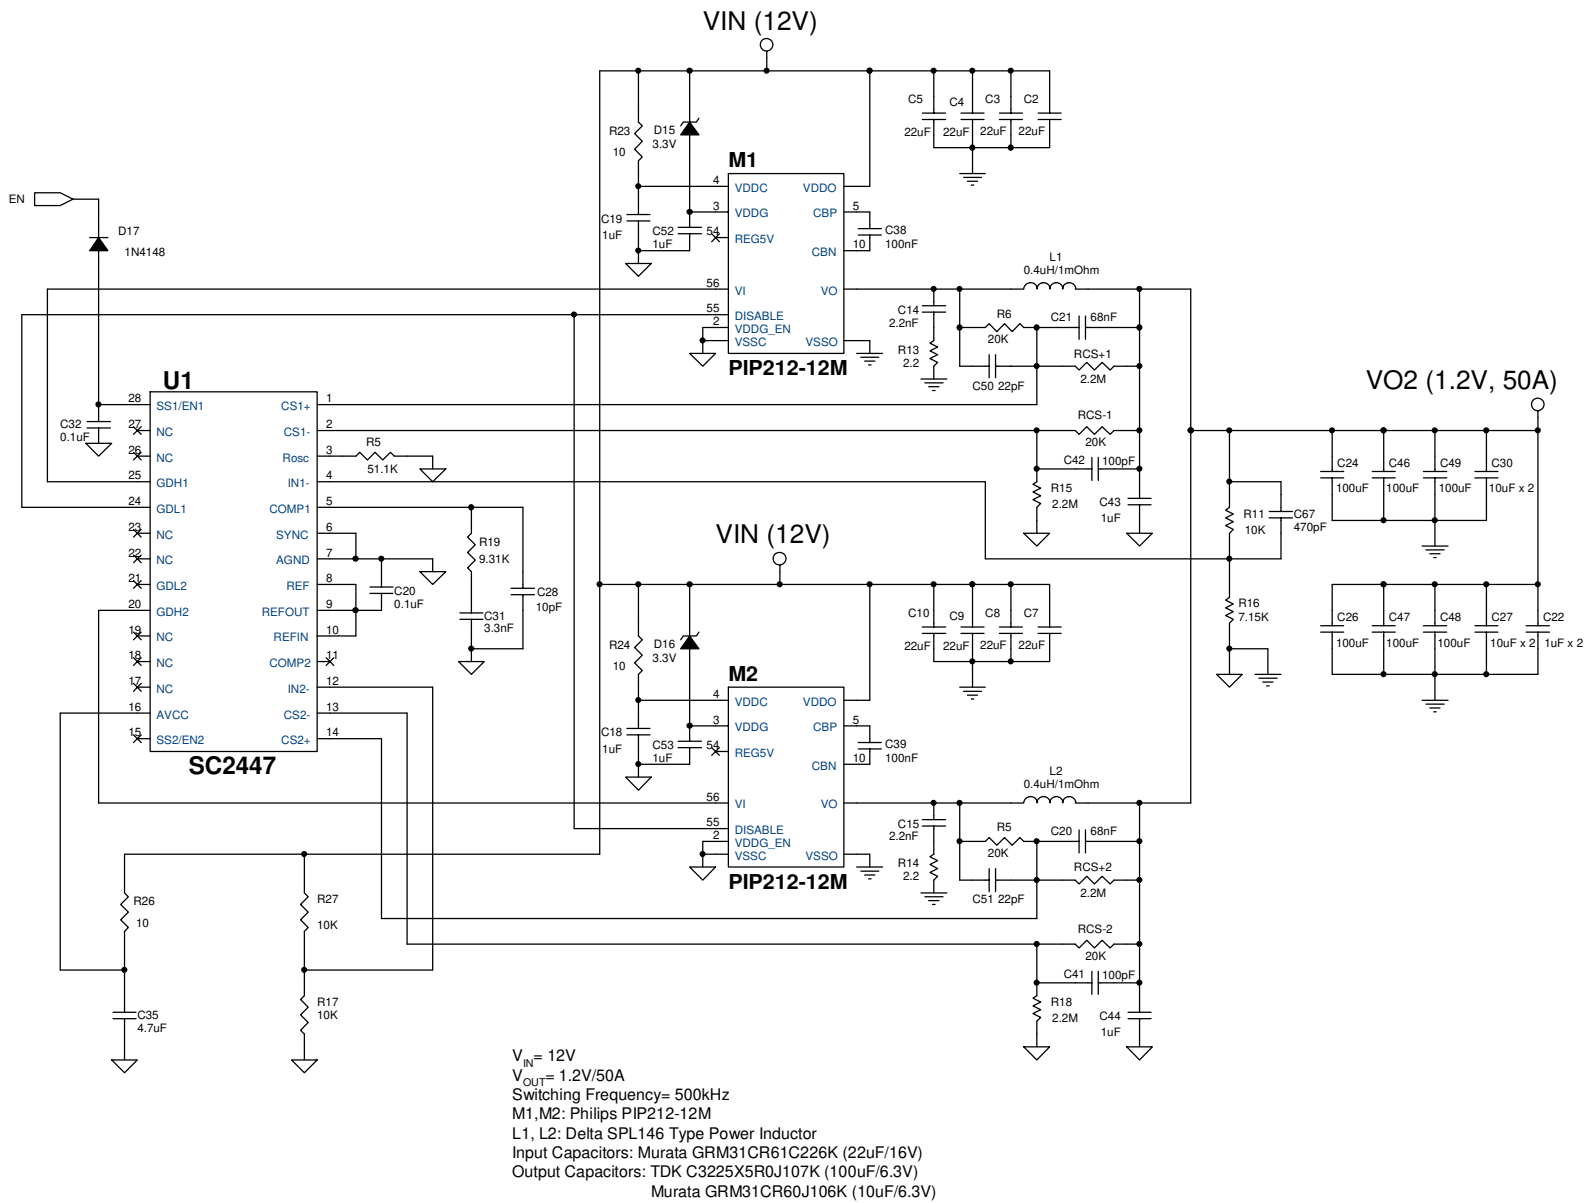 VIN (12V)
C5
C4
C3
C2
22uF
22uF
22uF
22uF
R23
10
D15
3.3V
M1
4
VDDC
VDDO
3
VDDG
CBP
5
54
REG5V
CBN
10
C19
1uF
C52
1uF
C38
100nF
56
VI
VO
55
DISABLE
2
VDDG_EN
VSSC
VSSO
PIP212-12M
EN
D17
1N4148
L1
0.4uH/1mOhm
C14
2.2nF
R13
2.2
R6
20K
C21
68nF
C50 22pF
RCS+1
2.2M
RCS-1
20K
C42
100pF
R15
2.2M
C43
1uF
VO2 (1.2V, 50A)
U1
C32
0.1uF
28
SS1/EN1
CS1+
1
27
NC
CS1-
2
26
NC
Rosc
3
25
GDH1
IN1-
4
24
GDL1
COMP1
5
23
NC
SYNC
6
22
NC
AGND
7
21
GDL2
REF
8
20
GDH2
REFOUT
9
19
NC
REFIN
10
18
NC
COMP2
11
17
NC
IN2-
12
16
AVCC
CS2-
13
15
SS2/EN2
CS2+
14
SC2447
R5
51.1K
R19
9.31K
C28
10pF
C20
0.1uF
C31
3.3nF
R11
10K
C67
470pF
R16
7.15K
C24
100uF
C46
100uF
C49
100uF
C30
10uF x 2
C26
100uF
C47
100uF
C48
100uF
C27
10uF x 2
C22
1uF x 2
VIN (12V)
C10
C9
C8
C7
22uF
22uF
22uF
22uF
R24
10
D16
3.3V
M2
4
VDDC
VDDO
3
VDDG
CBP
5
54
REG5V
CBN
10
C18
1uF
C53
1uF
C39
100nF
56
VI
VO
55
DISABLE
2
VDDG_EN
VSSC
VSSO
PIP212-12M
L2
0.4uH/1mOhm
C15
2.2nF
R14
2.2
R5
20K
C20
68nF
C51 22pF
RCS+2
2.2M
RCS-2
20K
C41
100pF
R18
2.2M
C44
1uF
R26
10
R27
10K
R17
10K
C35
4.7uF
VIN= 12V
VOUT= 1.2V/50A
Switching Frequency= 500kHz
M1,M2: Philips PIP212-12M
L1, L2: Delta SPL146 Type Power Inductor
Input Capacitors: Murata GRM31CR61C226K (22uF/16V)
Output Capacitors: TDK C3225X5R0J107K (100uF/6.3V)
Murata GRM31CR60J106K (10uF/6.3V)